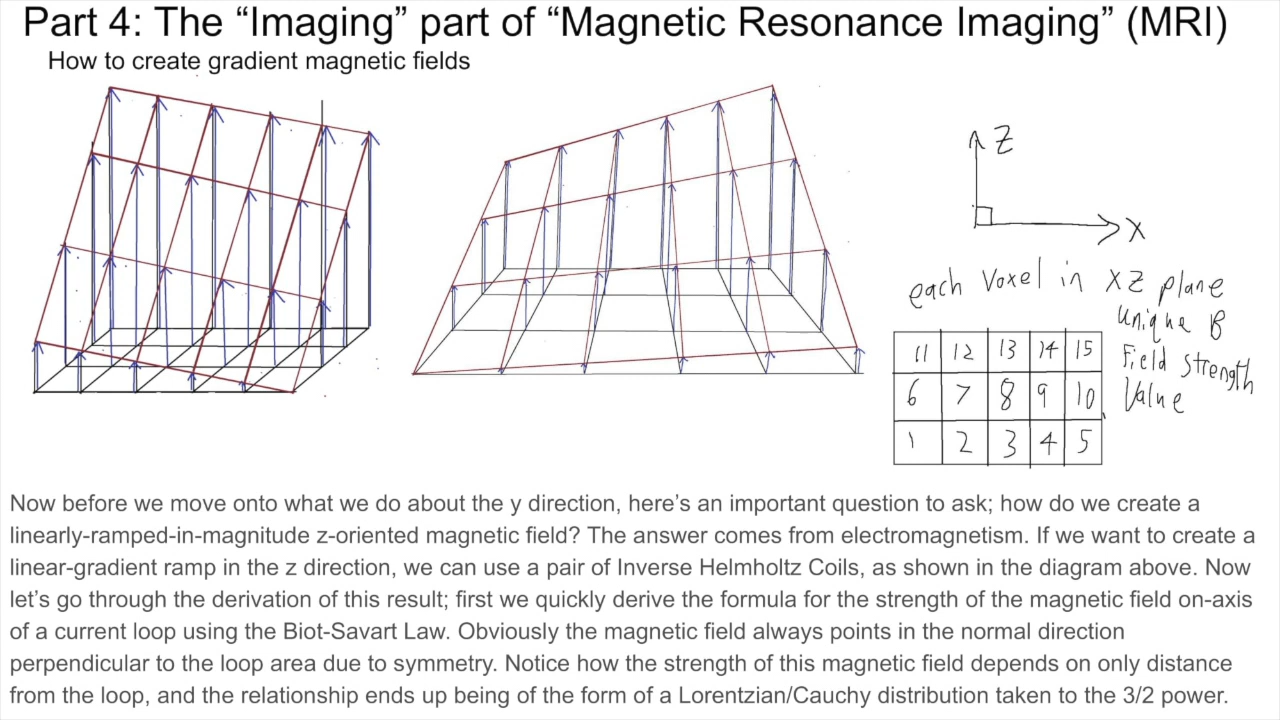 Part 4: The “Imaging” part of “Magnetic Resonance Imaging” (MRI)
How to create gradient magnetic fields
Z
X
each Voxel in XZ plane
unique B
Field strength
Value
11 12 13 14 15
6 7 8 9 10
1 2 3 4 5
Now before we move onto what we do about the y direction, here’s an important question to ask; how do we create a
linearly-ramped-in-magnitude z-oriented magnetic field? The answer comes from electromagnetism. If we want to create a
linear-gradient ramp in the z direction, we can use a pair of Inverse Helmholtz Coils, as shown in the diagram above. Now
let’s go through the derivation of this result; first we quickly derive the formula for the strength of the magnetic field on-axis
of a current loop using the Biot-Savart Law. Obviously the magnetic field always points in the normal direction
perpendicular to the loop area due to symmetry. Notice how the strength of this magnetic field depends on only distance
from the loop, and the relationship ends up being of the form of a Lorentzian/Cauchy distribution taken to the 3/2 power.